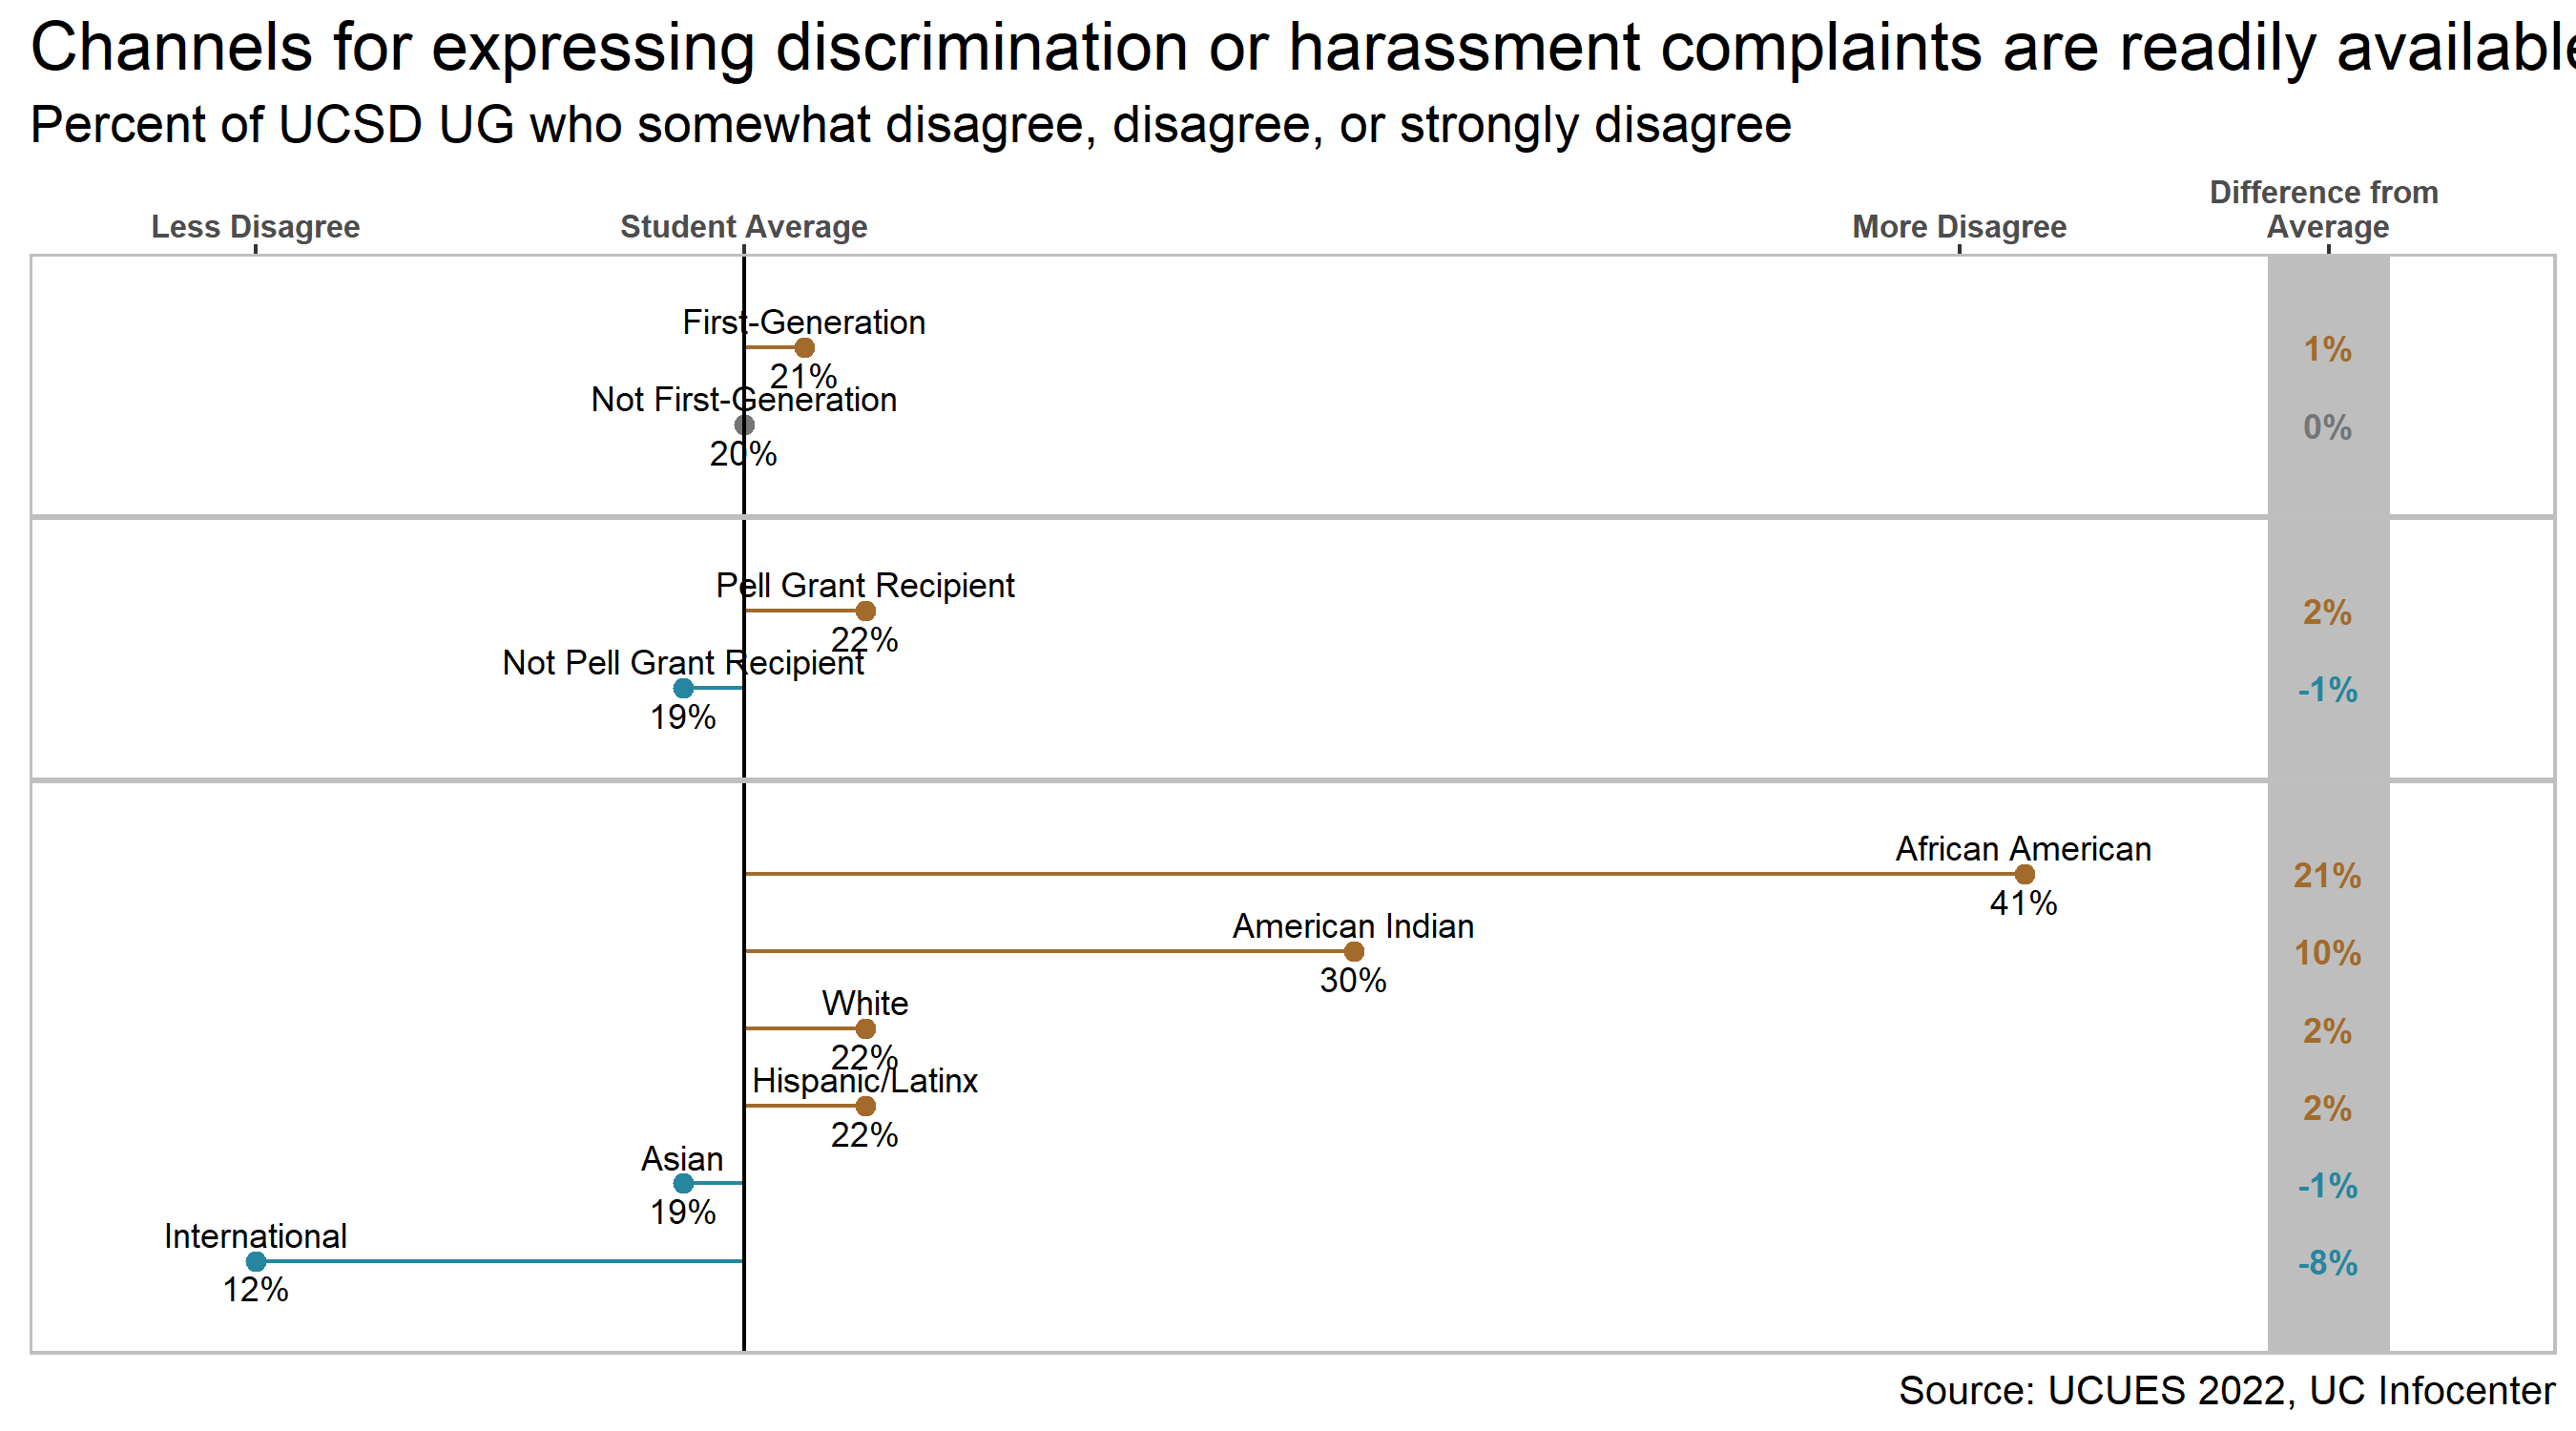 Channels for expressing discrimination or harassment complaints are readily available
Percent of UCSD UG who somewhat disagree, disagree, or strongly disagree
Less Disagree
Student Average
More Disagree
Difference from
Average
First-Generation
21%
1%
Not First-Generation
20%
0%
Pell Grant Recipient
22%
2%
Not Pell Grant Recipient
19%
-1%
African American
41%
21%
American Indian
30%
10%
White
22%
2%
Hispanic/Latinx
22%
2%
Asian
19%
-1%
International
12%
-8%
Source: UCUES 2022, UC Infocenter